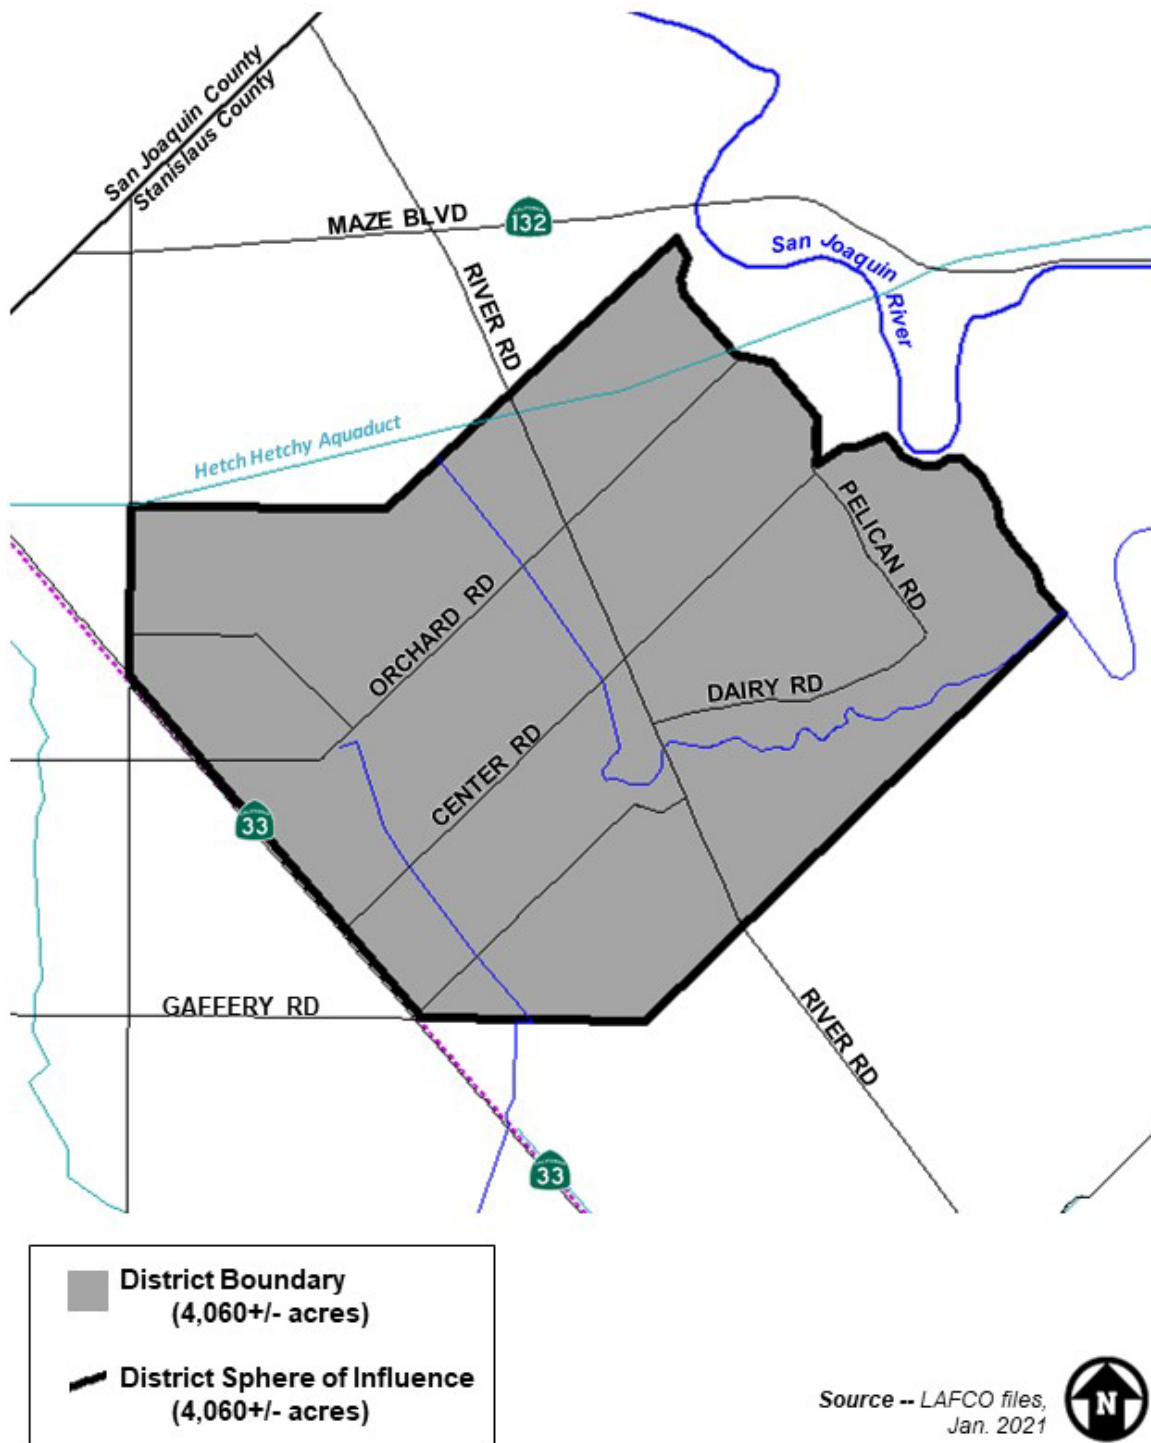 San Joaquin County
Stanislaus County
MAZE BLVD
132
RIVER RD
San Joaquin River
Hetch Hetchy Aquaduct
PELICAN RD
ORCHARD RD
DAIRY RD
CENTER RD
33
GAFFERY RD
RIVER RD
33
District Boundary
(4,060+/- acres)
District Sphere of Influence
(4,060+/- acres)
Source -- LAFCO files,
Jan. 2021
N